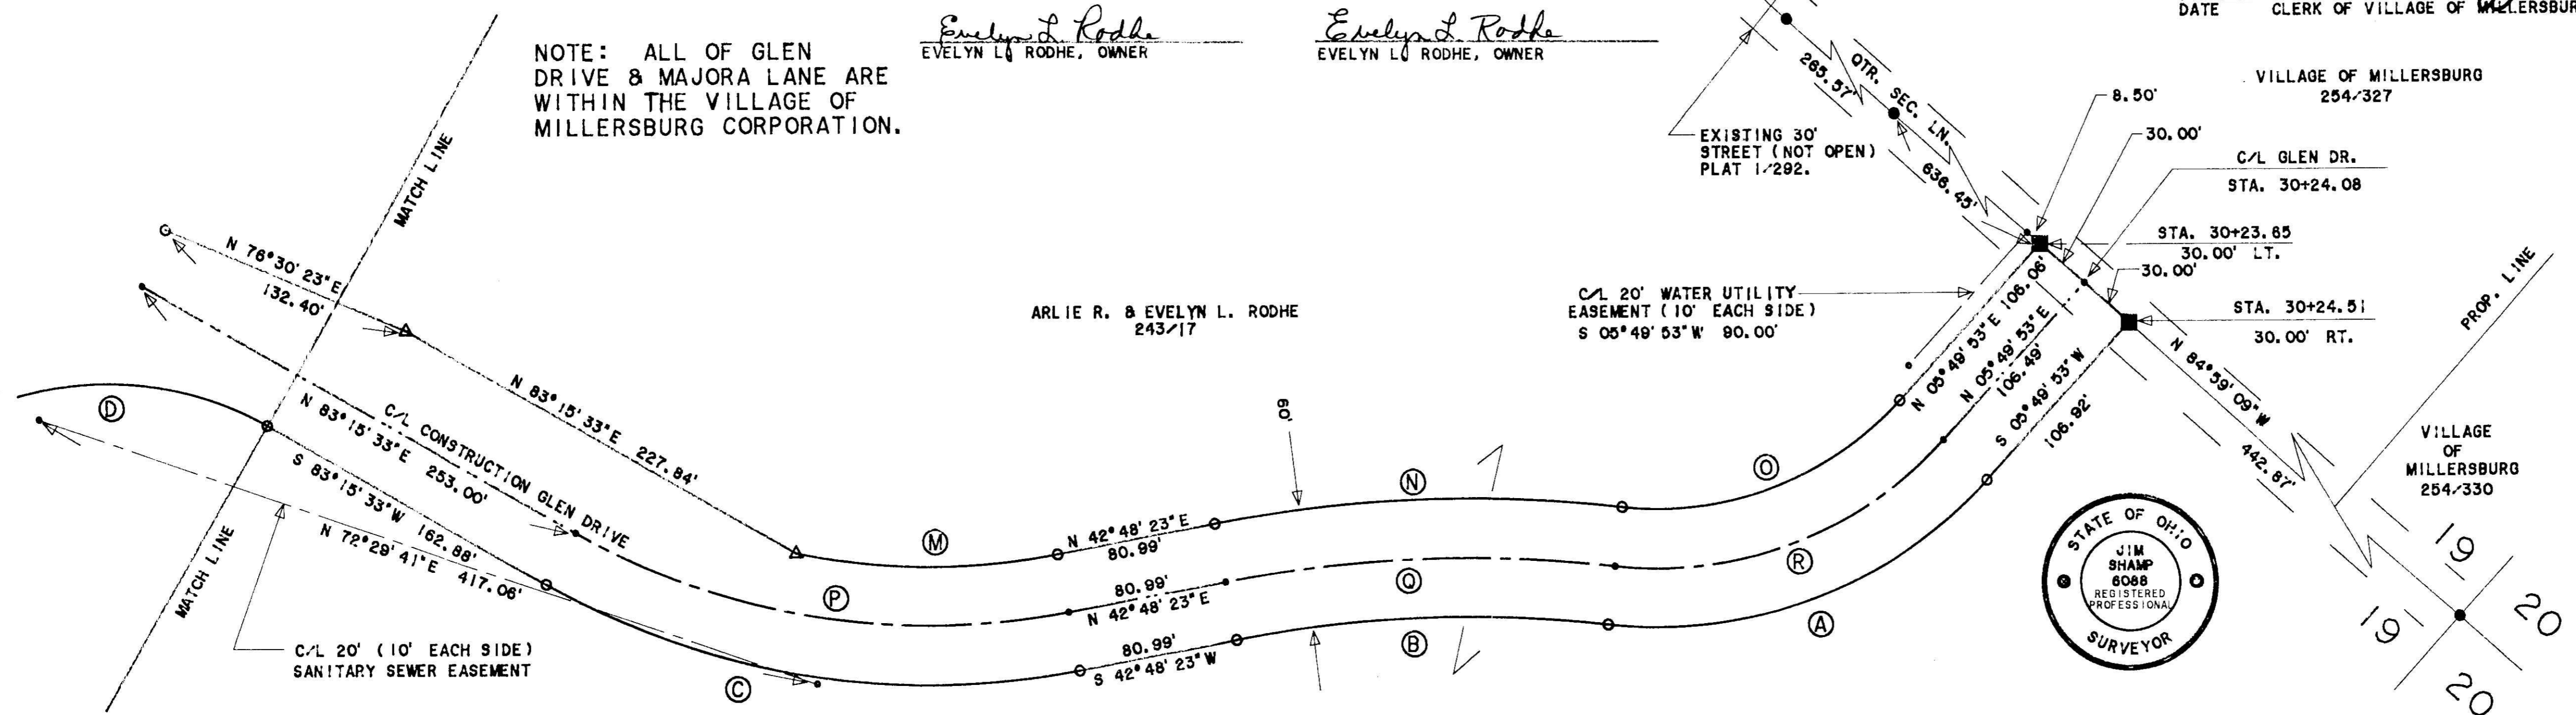 Evelyn L Rodhe
EVELYN L. RODHE, OWNER
Evelyn L. Rodhe
EVELYN L. RODHE, OWNER
DATE CLERK OF VILLAGE OF MILLERSBUR
NOTE: ALL OF GLEN
DRIVE & MAJORA LANE ARE
WITHIN THE VILLAGE OF
MILLERSBURG CORPORATION.
MATCH LINE
N 76°30'23"E
132.40'
D
N 83°15'33"E 227.84'
C/L CONSTRUCTION GLEN DRIVE
N 83°15'33"E 253.00'
S 83°15'33"W 162.88'
N 72°29'41"E 417.06'
MATCH LINE
C/L 20' (10' EACH SIDE)
SANITARY SEWER EASEMENT
C
P
M
N 42°48'23"E
80.99'
80.99'
N 42°48'23"E
80.99'
S 42°48'23"W
ARLIE R. & EVELYN L. RODHE
243/17
60'
N
Q
B
O
R
A
C/L 20' WATER UTILITY
EASEMENT (10' EACH SIDE)
S 05°49'53"W 90.00'
EXISTING 30'
STREET (NOT OPEN)
PLAT 1/292.
265.57'
QTR. SEC. LN.
636.45'
N 05°49'53"E 106.06'
N 05°49'53"E
106.49'
S 05°49'53"W
106.92'
VILLAGE OF MILLERSBURG
254/327
8.50'
30.00'
C/L GLEN DR.
STA. 30+24.08
STA. 30+23.65
30.00' LT.
30.00'
STA. 30+24.51
30.00' RT.
PROP. LINE
N 84°59'09"W
442.87'
VILLAGE
OF
MILLERSBURG
254/330
STATE OF OHIO
JIM
SHAMP
6088
REGISTERED
PROFESSIONAL
SURVEYOR
19
20
19
20